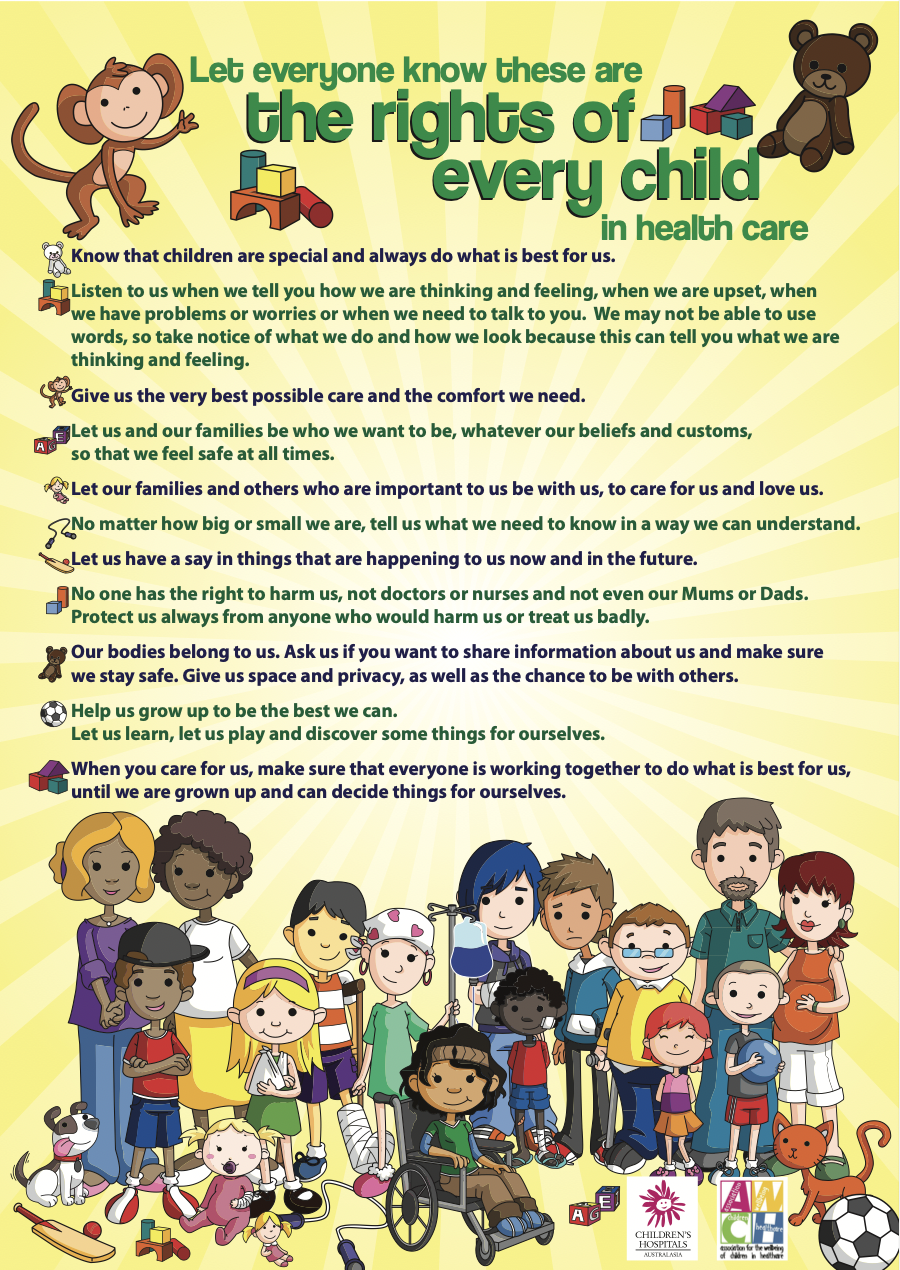 Let everyone know these are
the rights of
every child
in health care
Know that children are special and always do what is best for us.
Listen to us when we tell you how we are thinking and feeling, when we are upset, when
we have problems or worries or when we need to talk to you. We may not be able to use
words, so take notice of what we do and how we look because this can tell you what we are
thinking and feeling.
Give us the very best possible care and the comfort we need.
Let us and our families be who we want to be, whatever our beliefs and customs,
so that we feel safe at all times.
Let our families and others who are important to us be with us, to care for us and love us.
No matter how big or small we are, tell us what we need to know in a way we can understand.
Let us have a say in things that are happening to us now and in the future.
No one has the right to harm us, not doctors or nurses and not even our Mums or Dads.
Protect us always from anyone who would harm us or treat us badly.
Our bodies belong to us. Ask us if you want to share information about us and make sure
we stay safe. Give us space and privacy, as well as the chance to be with others.
Help us grow up to be the best we can.
Let us learn, let us play and discover some things for ourselves.
When you care for us, make sure that everyone is working together to do what is best for us,
until we are grown up and can decide things for ourselves.
A G E
CHILDREN'S
HOSPITALS
AUSTRALASIA
AWCH
children
healthcare
association for the wellbeing
of children in healthcare